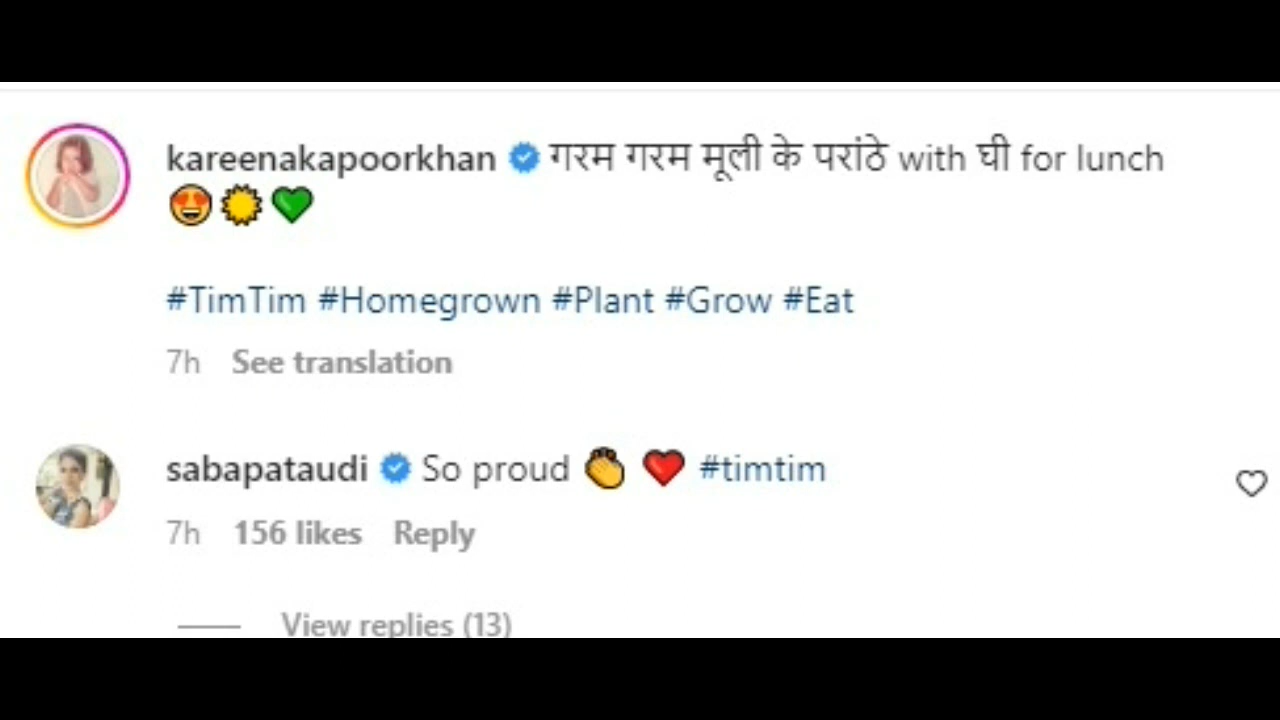 kareenakapoorkhan गरम गरम मूली के परांठे with घी for lunch
😍🌟💚
#TimTim #Homegrown #Plant #Grow #Eat
7h See translation
sabapataudi So proud 👏 ❤️ #timtim
7h 156 likes Reply
View replies (13)